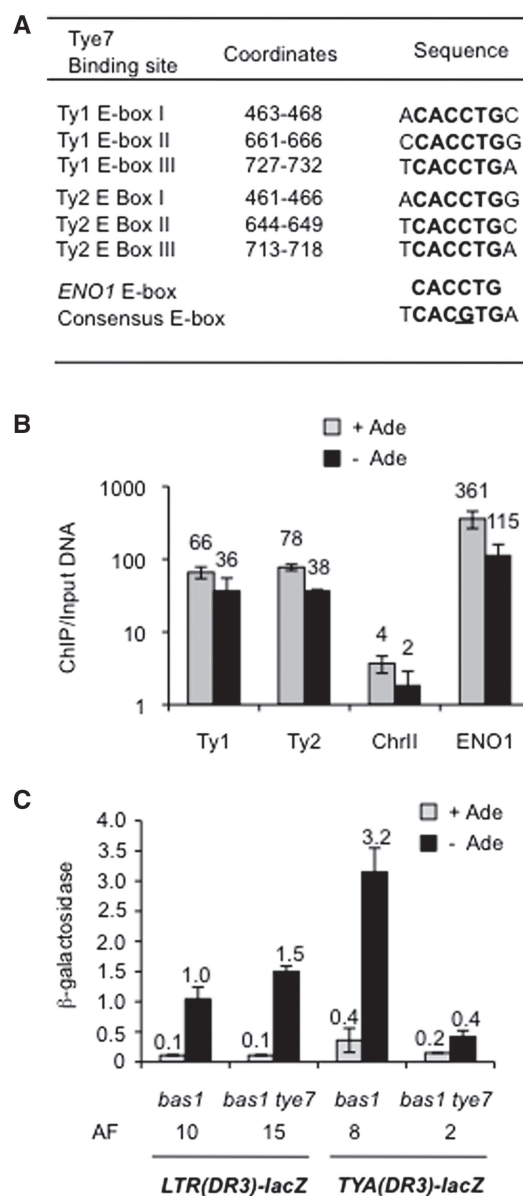 A
Tye7
Binding site Coordinates Sequence
Ty1 E-box I 463-468 ACACCTGC
Ty1 E-box II 661-666 CCACCTGG
Ty1 E-box III 727-732 TCACCTGA
Ty2 E Box I 461-466 ACACCTGG
Ty2 E Box II 644-649 TCACCTGC
Ty2 E Box III 713-718 TCACCTGA
ENO1 E-box CACCTG
Consensus E-box TCACGTGA
B
+ Ade
- Ade
ChIP/Input DNA
1000
100
10
1
66 36 78 38 4 2 361 115
Ty1 Ty2 ChrII ENO1
C
+ Ade
- Ade
β-galactosidase
4.0
3.5
3.0
2.5
2.0
1.5
1.0
0.5
0
0.1 1.0 0.1 1.5 0.4 3.2 0.2 0.4
bas1 bas1 tye7 bas1 bas1 tye7
AF 10 15 8 2
LTR(DR3)-lacZ TYA(DR3)-lacZ